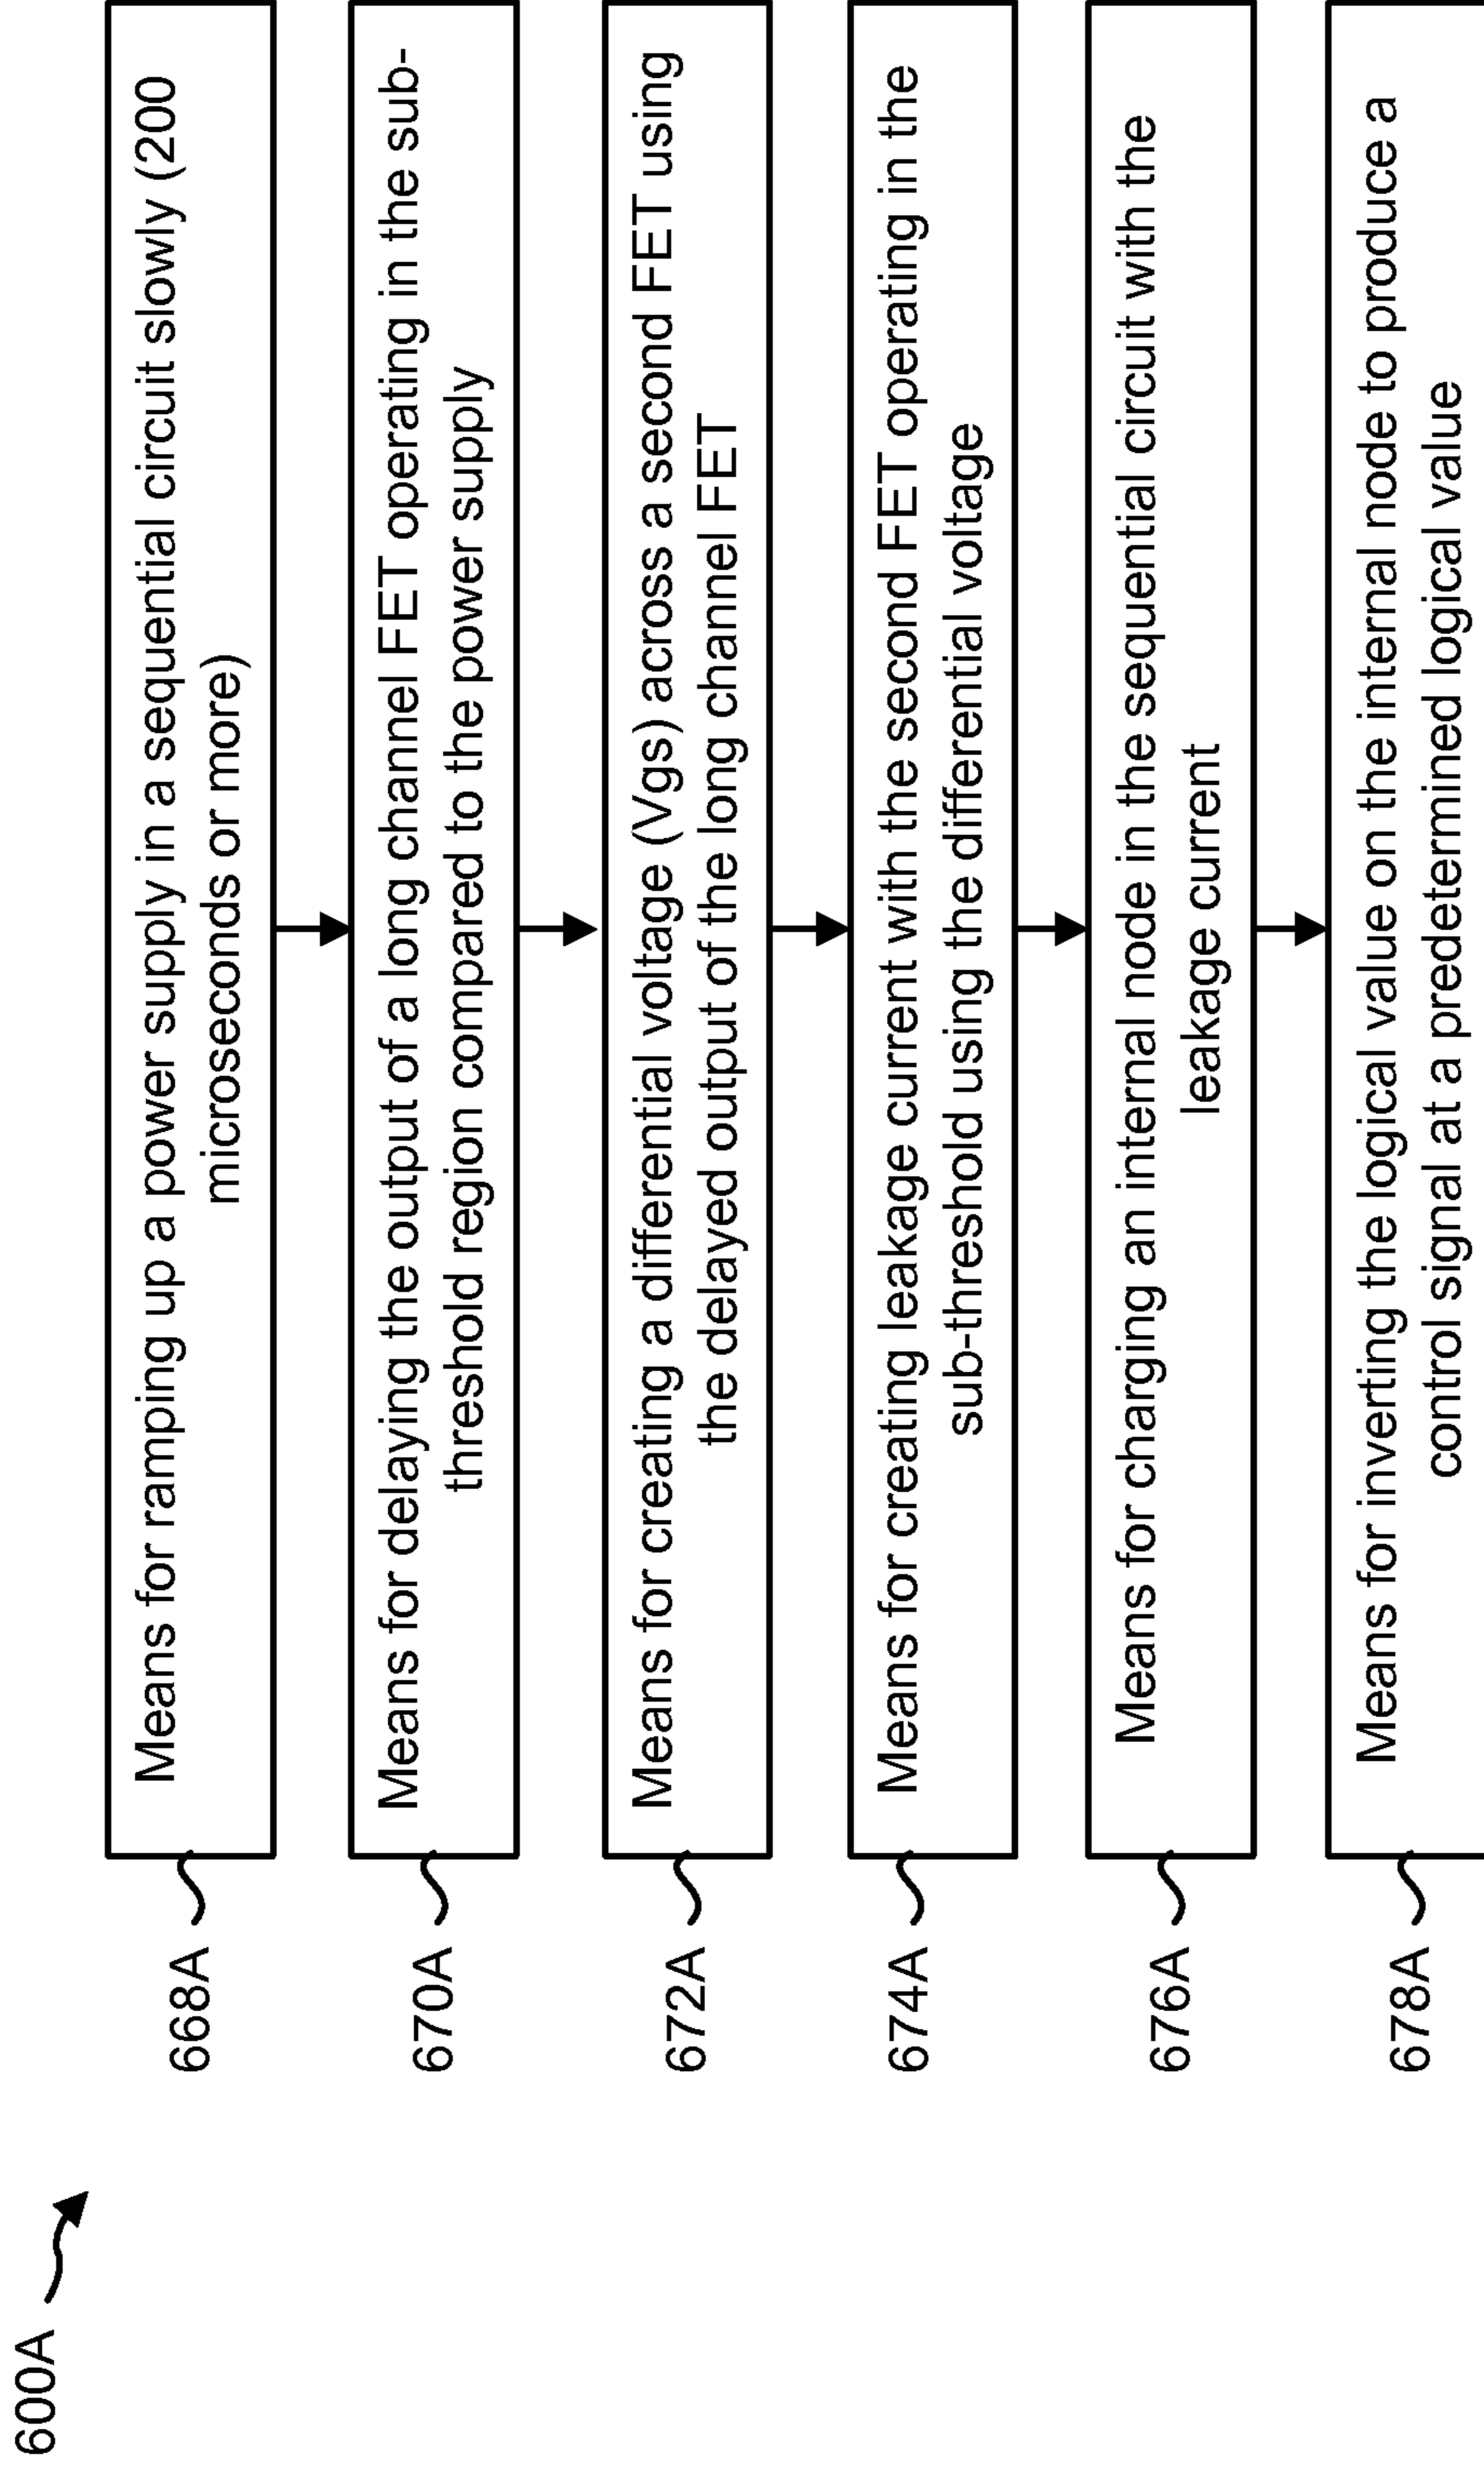 600A
668A
Means for ramping up a power supply in a sequential circuit slowly (200
microseconds or more)
670A
Means for delaying the output of a long channel FET operating in the sub-
threshold region compared to the power supply
672A
Means for creating a differential voltage (Vgs) across a second FET using
the delayed output of the long channel FET
674A
Means for creating leakage current with the second FET operating in the
sub-threshold using the differential voltage
676A
Means for charging an internal node in the sequential circuit with the
leakage current
678A
Means for inverting the logical value on the internal node to produce a
control signal at a predetermined logical value